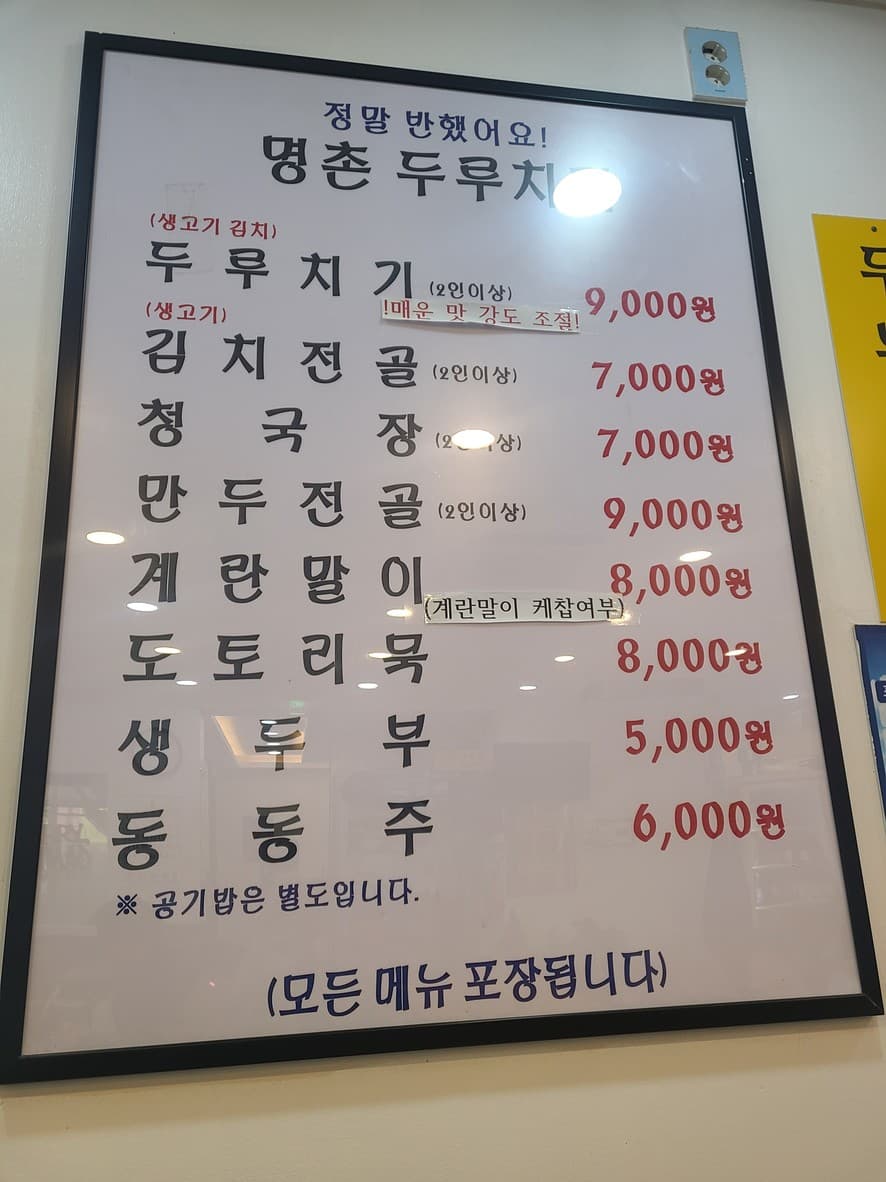 정말 반했어요!
명촌 두루치
(생고기 김치)
두루치기 (2인이상) 9,000원
!매운 맛 강도 조절!
(생고기)
김치전골 (2인이상) 7,000원
청국장 (2인이상) 7,000원
만두전골 (2인이상) 9,000원
계란말이 8,000원
(계란말이 케찹여부)
도토리묵 8,000원
생두부 5,000원
동동주 6,000원
※ 공기밥은 별도입니다.
(모든 메뉴 포장됩니다)
두